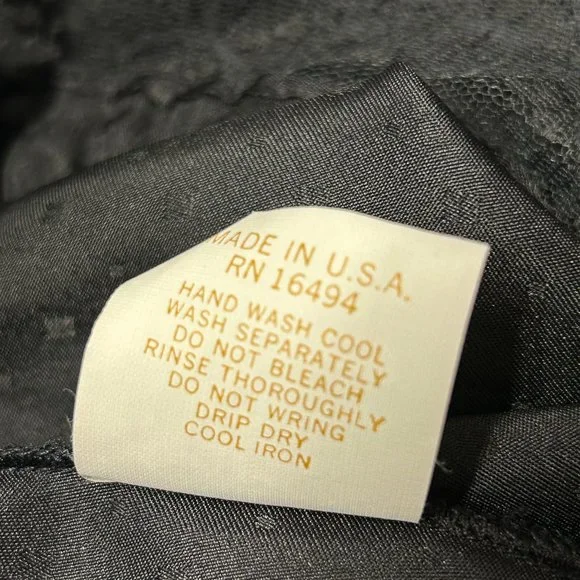 MADE IN U.S.A.
RN 16494
HAND WASH COOL
WASH SEPARATELY
DO NOT BLEACH
RINSE THOROUGHLY
DO NOT WRING
DRIP DRY
COOL IRON